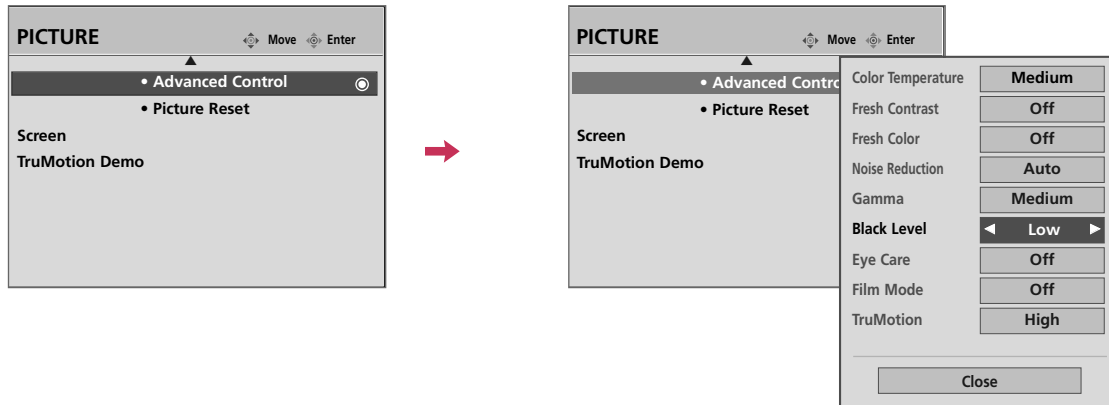 PICTURE
Move Enter
• Advanced Control
• Picture Reset
Screen
TruMotion Demo
PICTURE
Move Enter
• Advanced Contro
• Picture Reset
Screen
TruMotion Demo
Color Temperature Medium
Fresh Contrast Off
Fresh Color Off
Noise Reduction Auto
Gamma Medium
Black Level Low
Eye Care Off
Film Mode Off
TruMotion High
Close